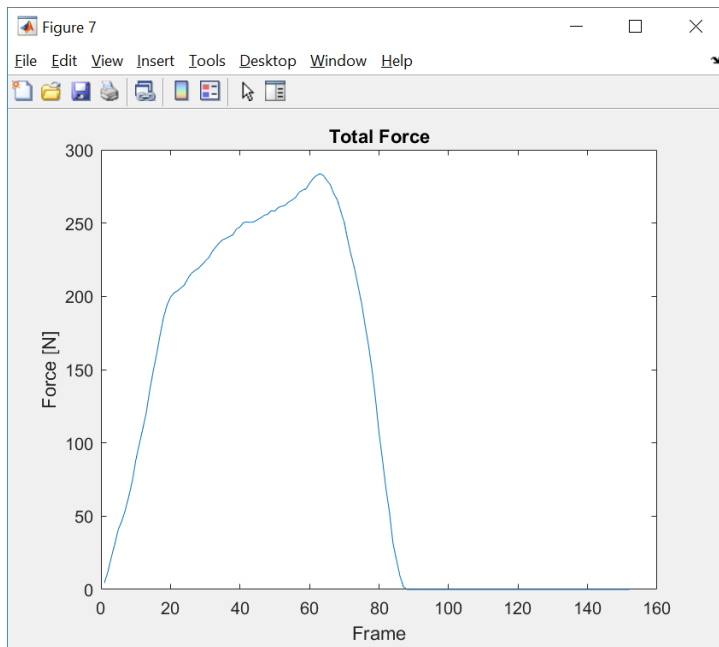 Figure 7
File Edit View Insert Tools Desktop Window Help
Total Force
300
250
200
150
100
50
0
Force [N]
0 20 40 60 80 100 120 140 160
Frame